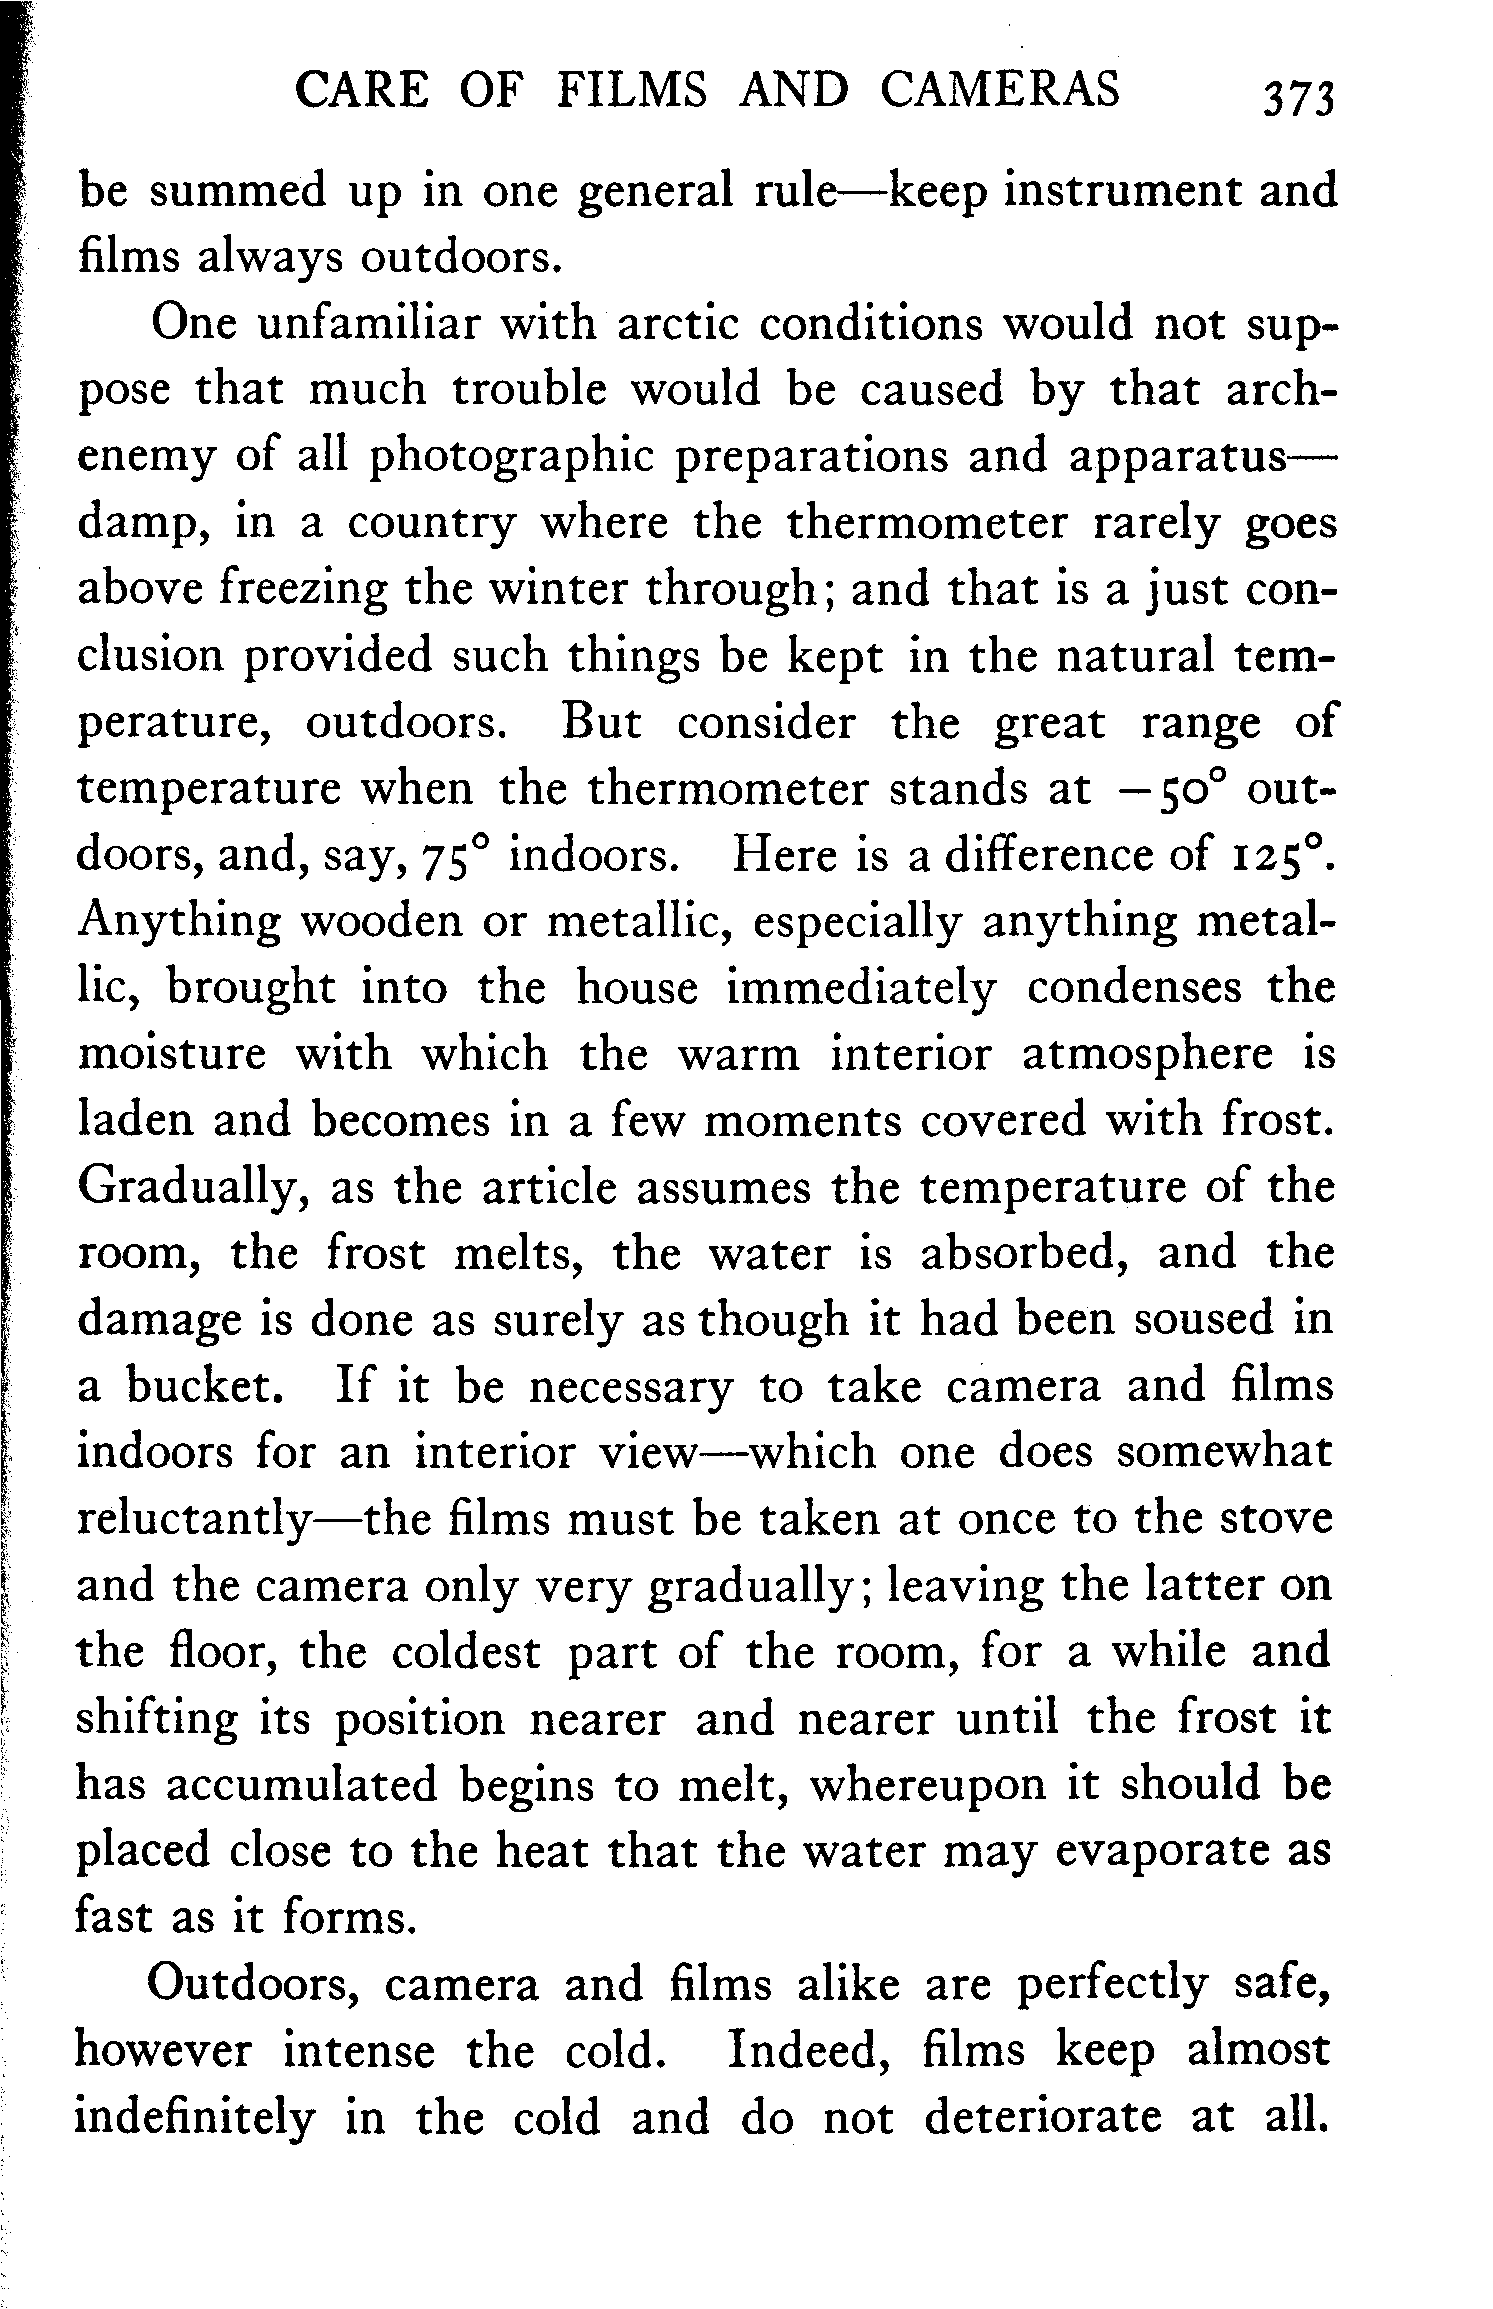 CARE OF FILMS AND CAMERAS 373
be summed up in one general rule—keep instrument and
films always outdoors.
One unfamiliar with arctic conditions would not sup-
pose that much trouble would be caused by that arch-
enemy of all photographic preparations and apparatus—
damp, in a country where the thermometer rarely goes
above freezing the winter through; and that is a just con-
clusion provided such things be kept in the natural tem-
perature, outdoors. But consider the great range of
temperature when the thermometer stands at −50° out-
doors, and, say, 75° indoors. Here is a difference of 125°.
Anything wooden or metallic, especially anything metal-
lic, brought into the house immediately condenses the
moisture with which the warm interior atmosphere is
laden and becomes in a few moments covered with frost.
Gradually, as the article assumes the temperature of the
room, the frost melts, the water is absorbed, and the
damage is done as surely as though it had been soused in
a bucket. If it be necessary to take camera and films
indoors for an interior view—which one does somewhat
reluctantly—the films must be taken at once to the stove
and the camera only very gradually; leaving the latter on
the floor, the coldest part of the room, for a while and
shifting its position nearer and nearer until the frost it
has accumulated begins to melt, whereupon it should be
placed close to the heat that the water may evaporate as
fast as it forms.
Outdoors, camera and films alike are perfectly safe,
however intense the cold. Indeed, films keep almost
indefinitely in the cold and do not deteriorate at all.